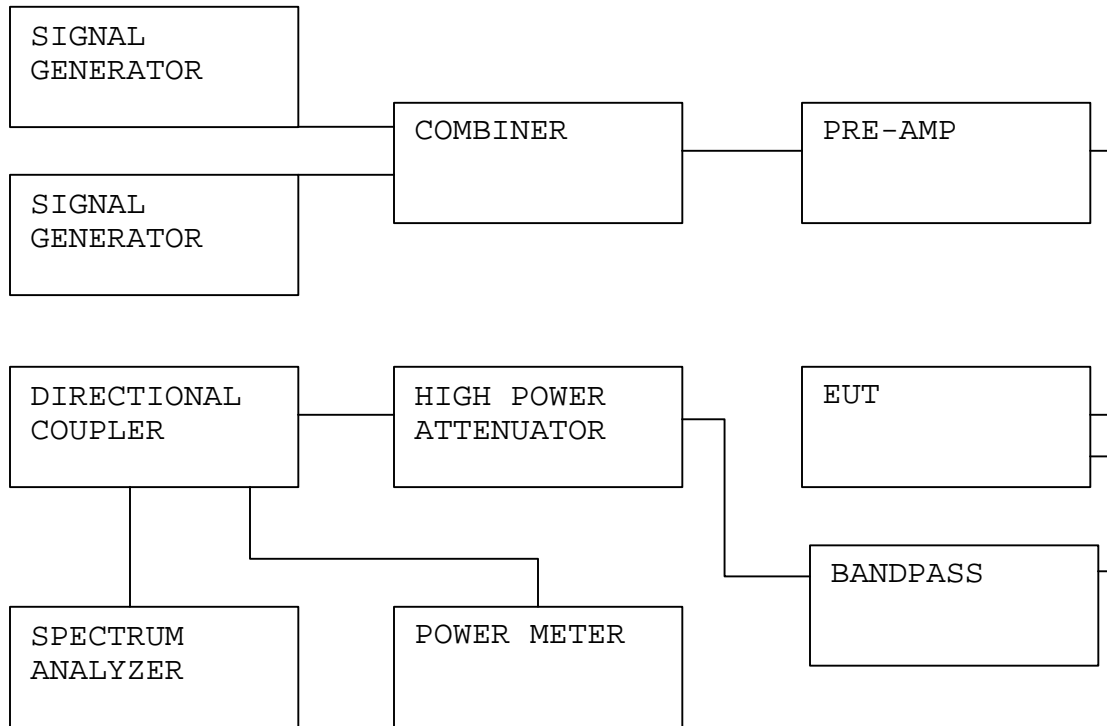 SIGNAL
GENERATOR
COMBINER
PRE-AMP
SIGNAL
GENERATOR
DIRECTIONAL
COUPLER
HIGH POWER
ATTENUATOR
EUT
BANDPASS
SPECTRUM
ANALYZER
POWER METER